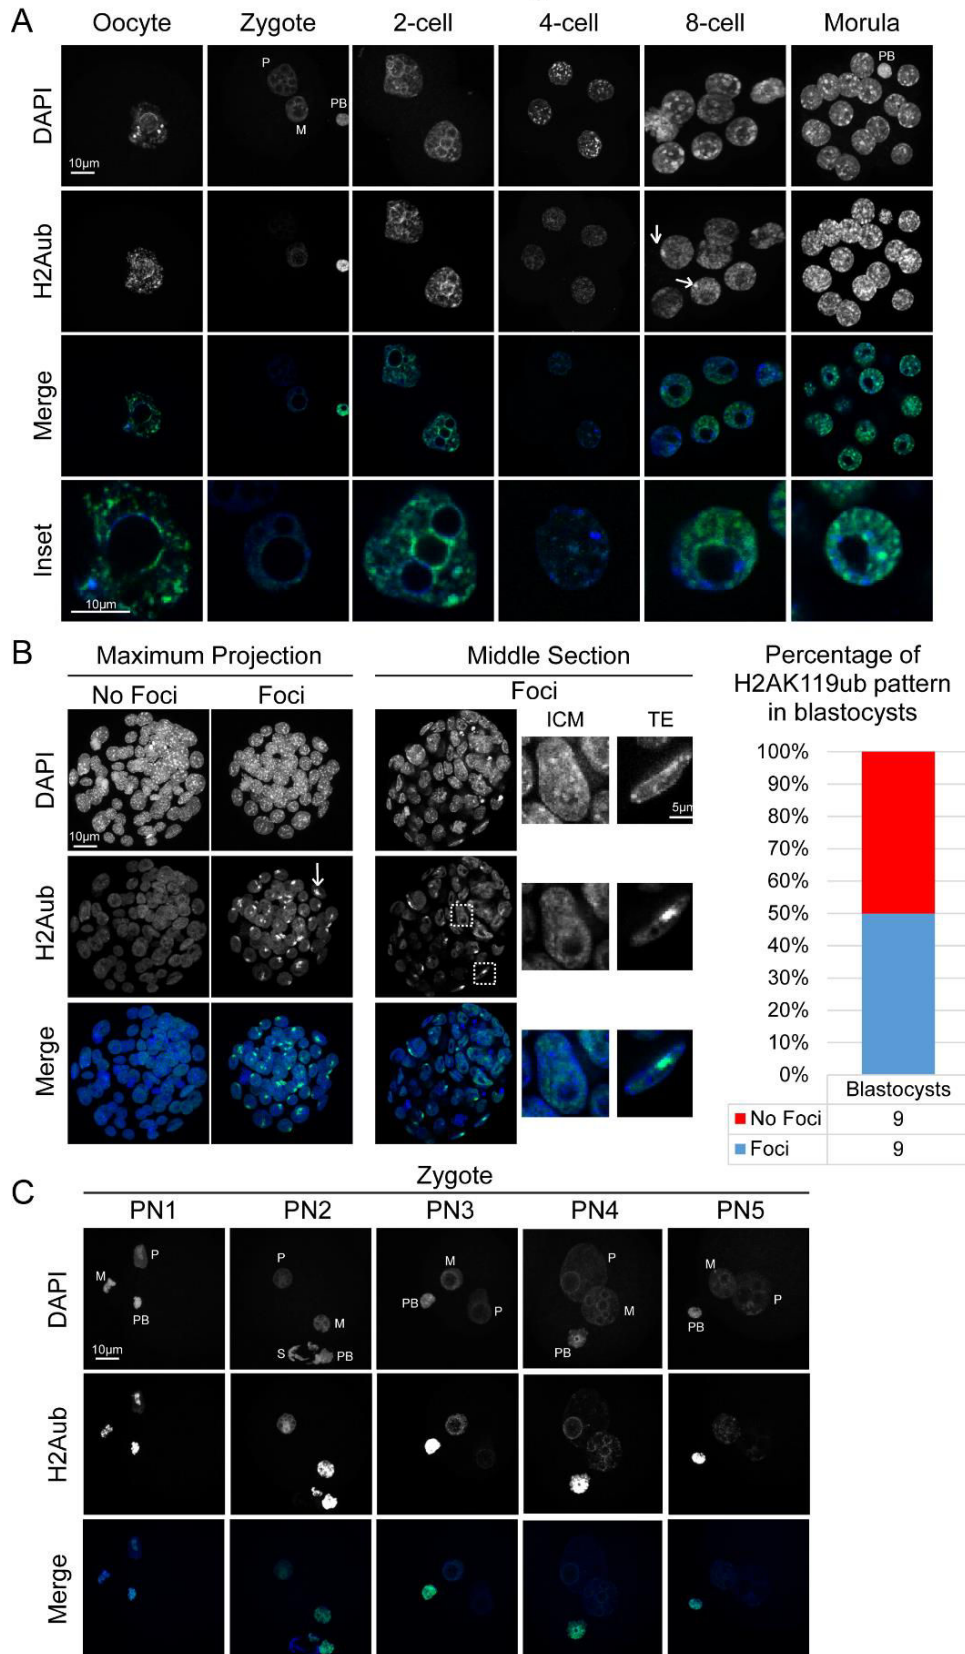 A
Oocyte Zygote 2-cell 4-cell 8-cell Morula
DAPI
P
M
PB
PB
10µm
H2Aub
Merge
Inset
10µm
B
Maximum Projection
No Foci Foci
Middle Section
Foci
ICM TE
DAPI
10µm
5µm
H2Aub
Merge
Percentage of
H2AK119ub pattern
in blastocysts
100%
90%
80%
70%
60%
50%
40%
30%
20%
10%
0%
Blastocysts
No Foci 9
Foci 9
C
Zygote
PN1 PN2 PN3 PN4 PN5
DAPI
P
M
PB
10µm
P
M
S PB
M
PB
P
P
M
PB
M
P
PB
H2Aub
Merge